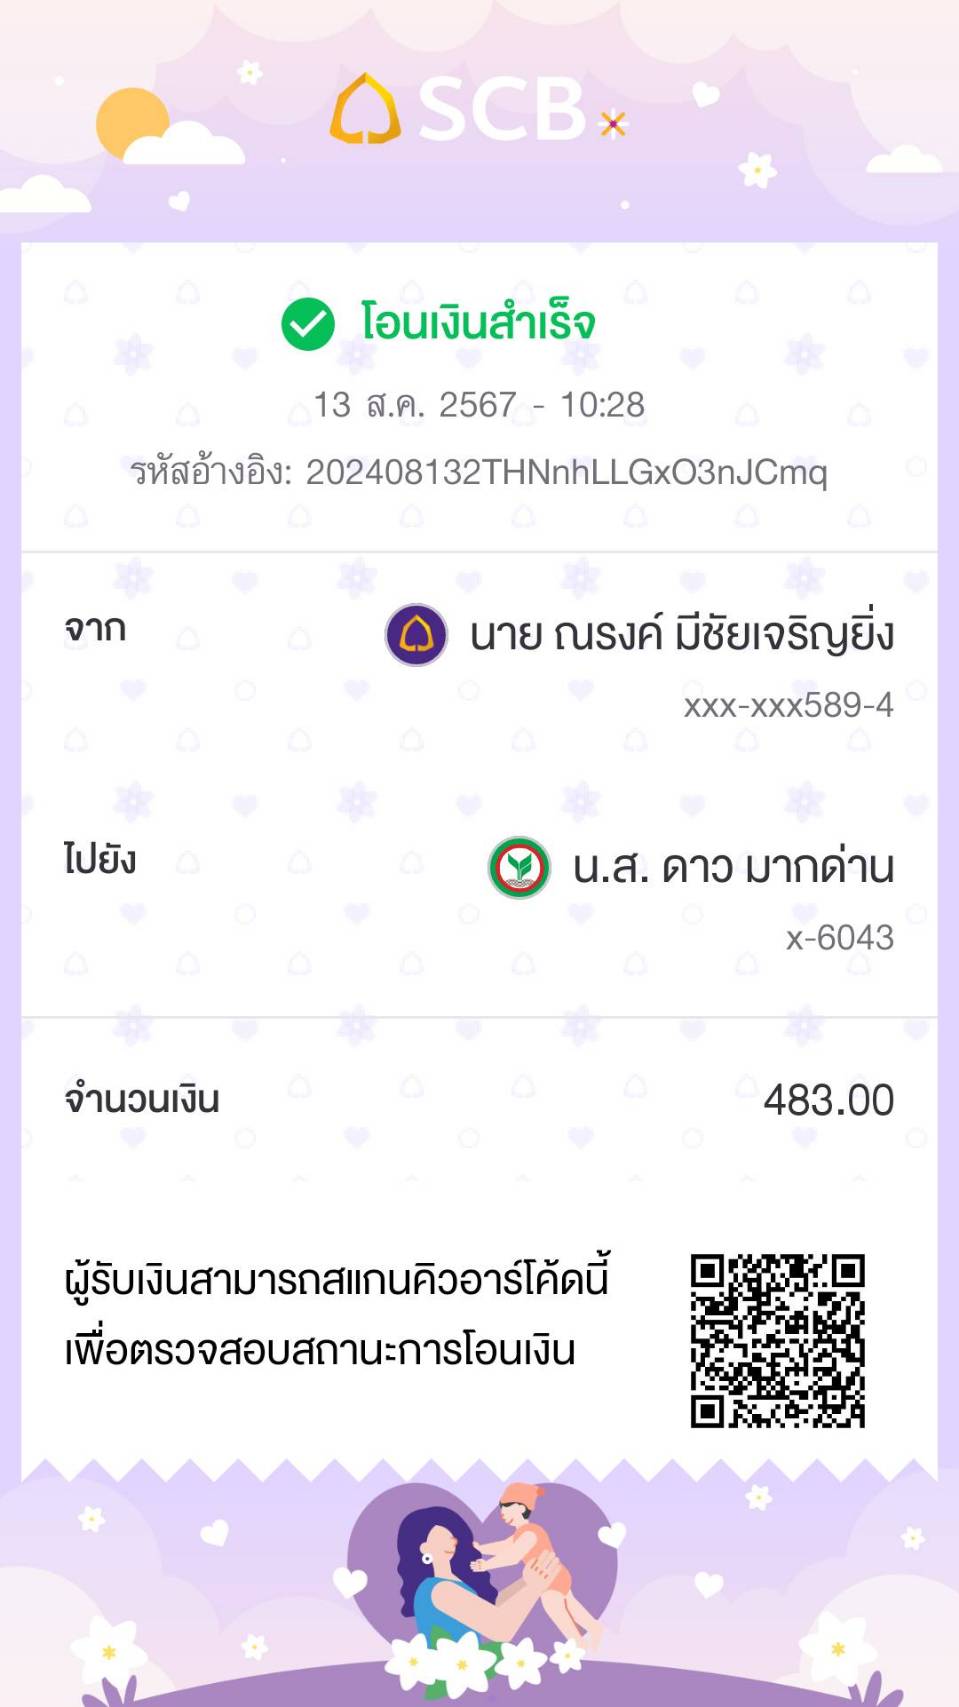 SCB
โอนเงินสำเร็จ
13 ส.ค. 2567 - 10:28
รหัสอ้างอิง: 202408132THNnhLLGxO3nJCmq
จาก
นาย ณรงค์ มีชัยเจริญยิ่ง
xxx-xxx589-4
ไปยัง
น.ส. ดาว มากด่าน
x-6043
จำนวนเงิน
483.00
ผู้รับเงินสามารถสแกนคิวอาร์โค้ดนี้
เพื่อตรวจสอบสถานะการโอนเงิน